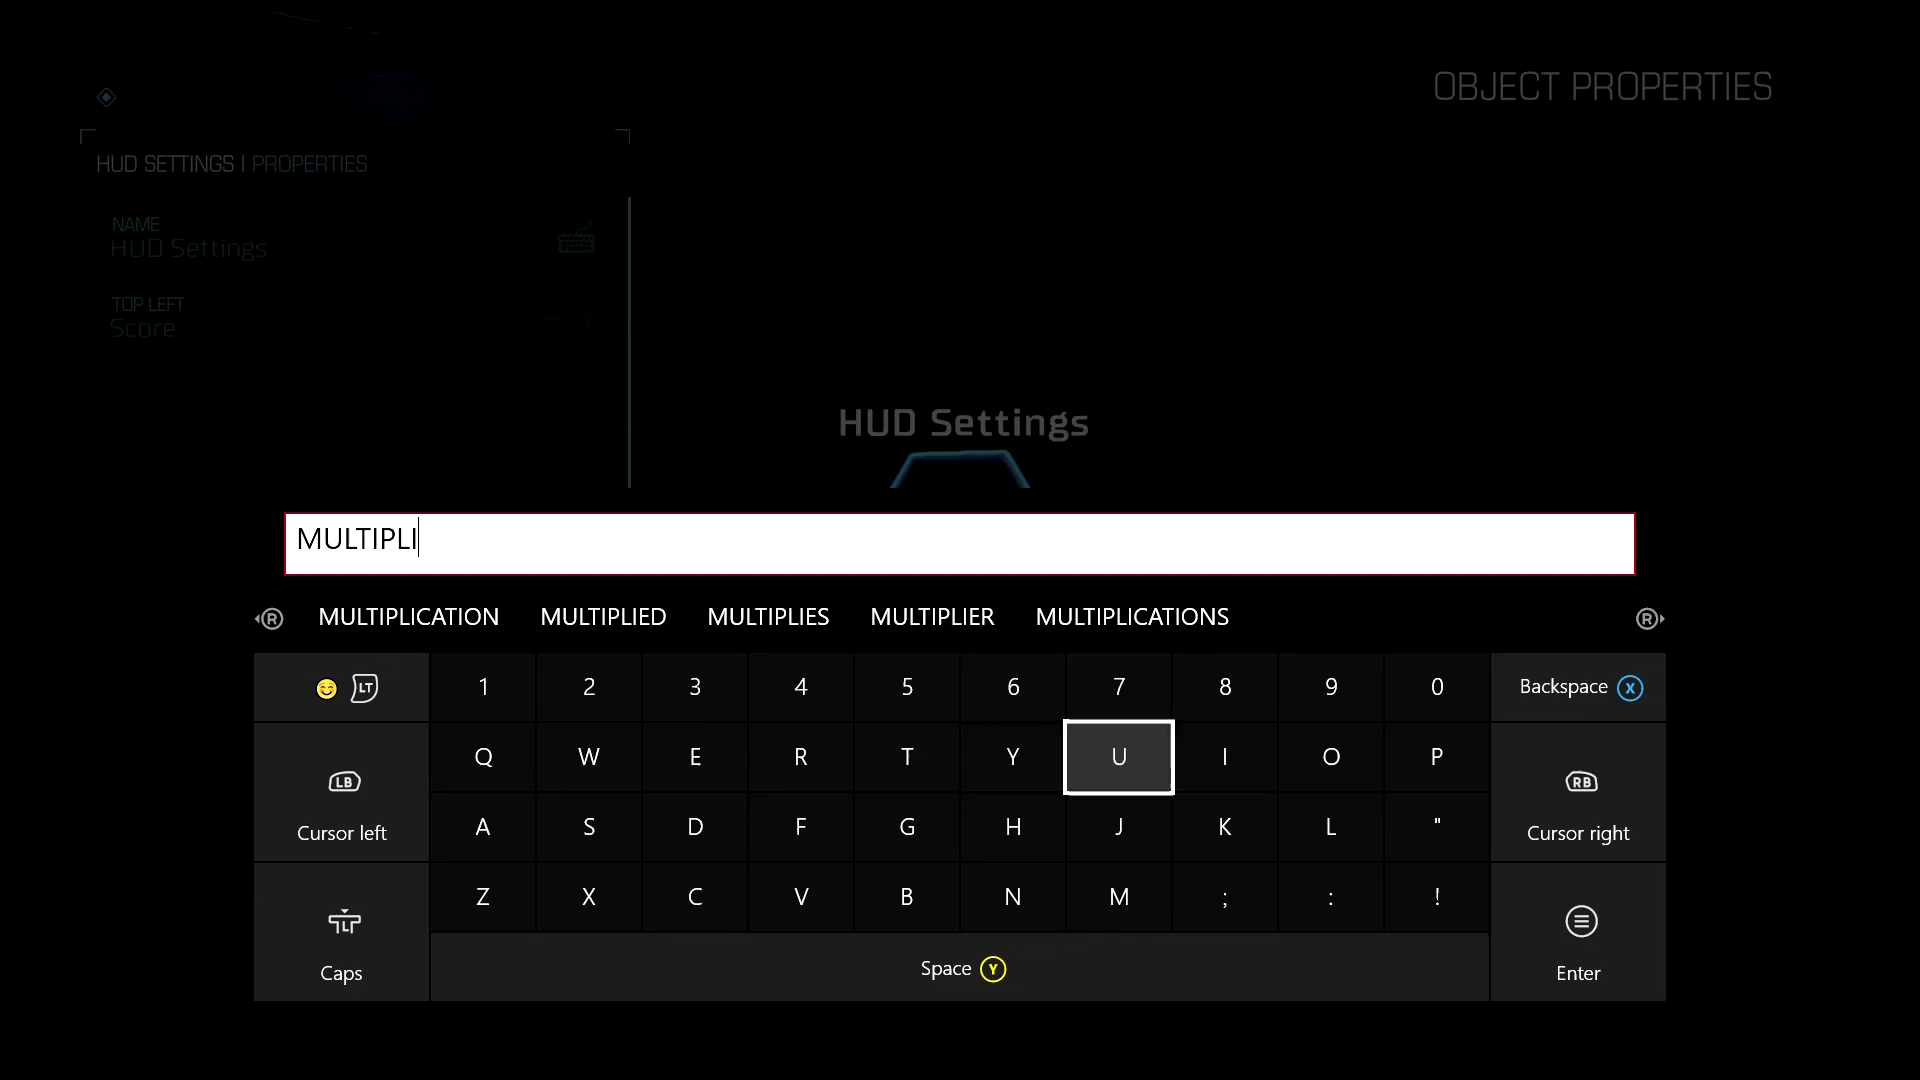 OBJECT PROPERTIES
HUD SETTINGS | PROPERTIES
NAME
HUD Settings
TOP LEFT
Score
HUD Settings
MULTIPLI
R MULTIPLICATION MULTIPLIED MULTIPLIES MULTIPLIER MULTIPLICATIONS R
LT 1 2 3 4 5 6 7 8 9 0 Backspace X
Q W E R T Y U I O P
LB RB
Cursor left Cursor right
A S D F G H J K L "
Z X C V B N M ; : !
LT
Caps Enter
Space Y